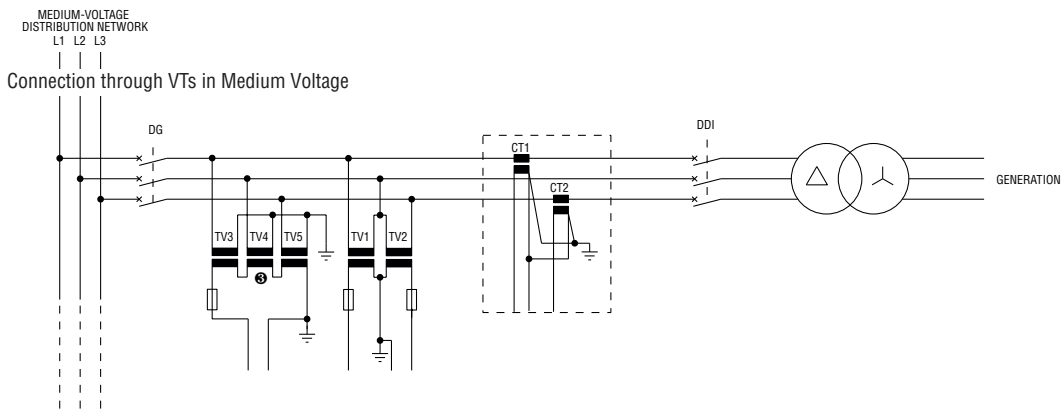 MEDIUM-VOLTAGE
DISTRIBUTION NETWORK
L1 L2 L3
Connection through VTs in Medium Voltage
DG
CT1
DDI
CT2
GENERATION
TV3 TV4 TV5 TV1 TV2
❸